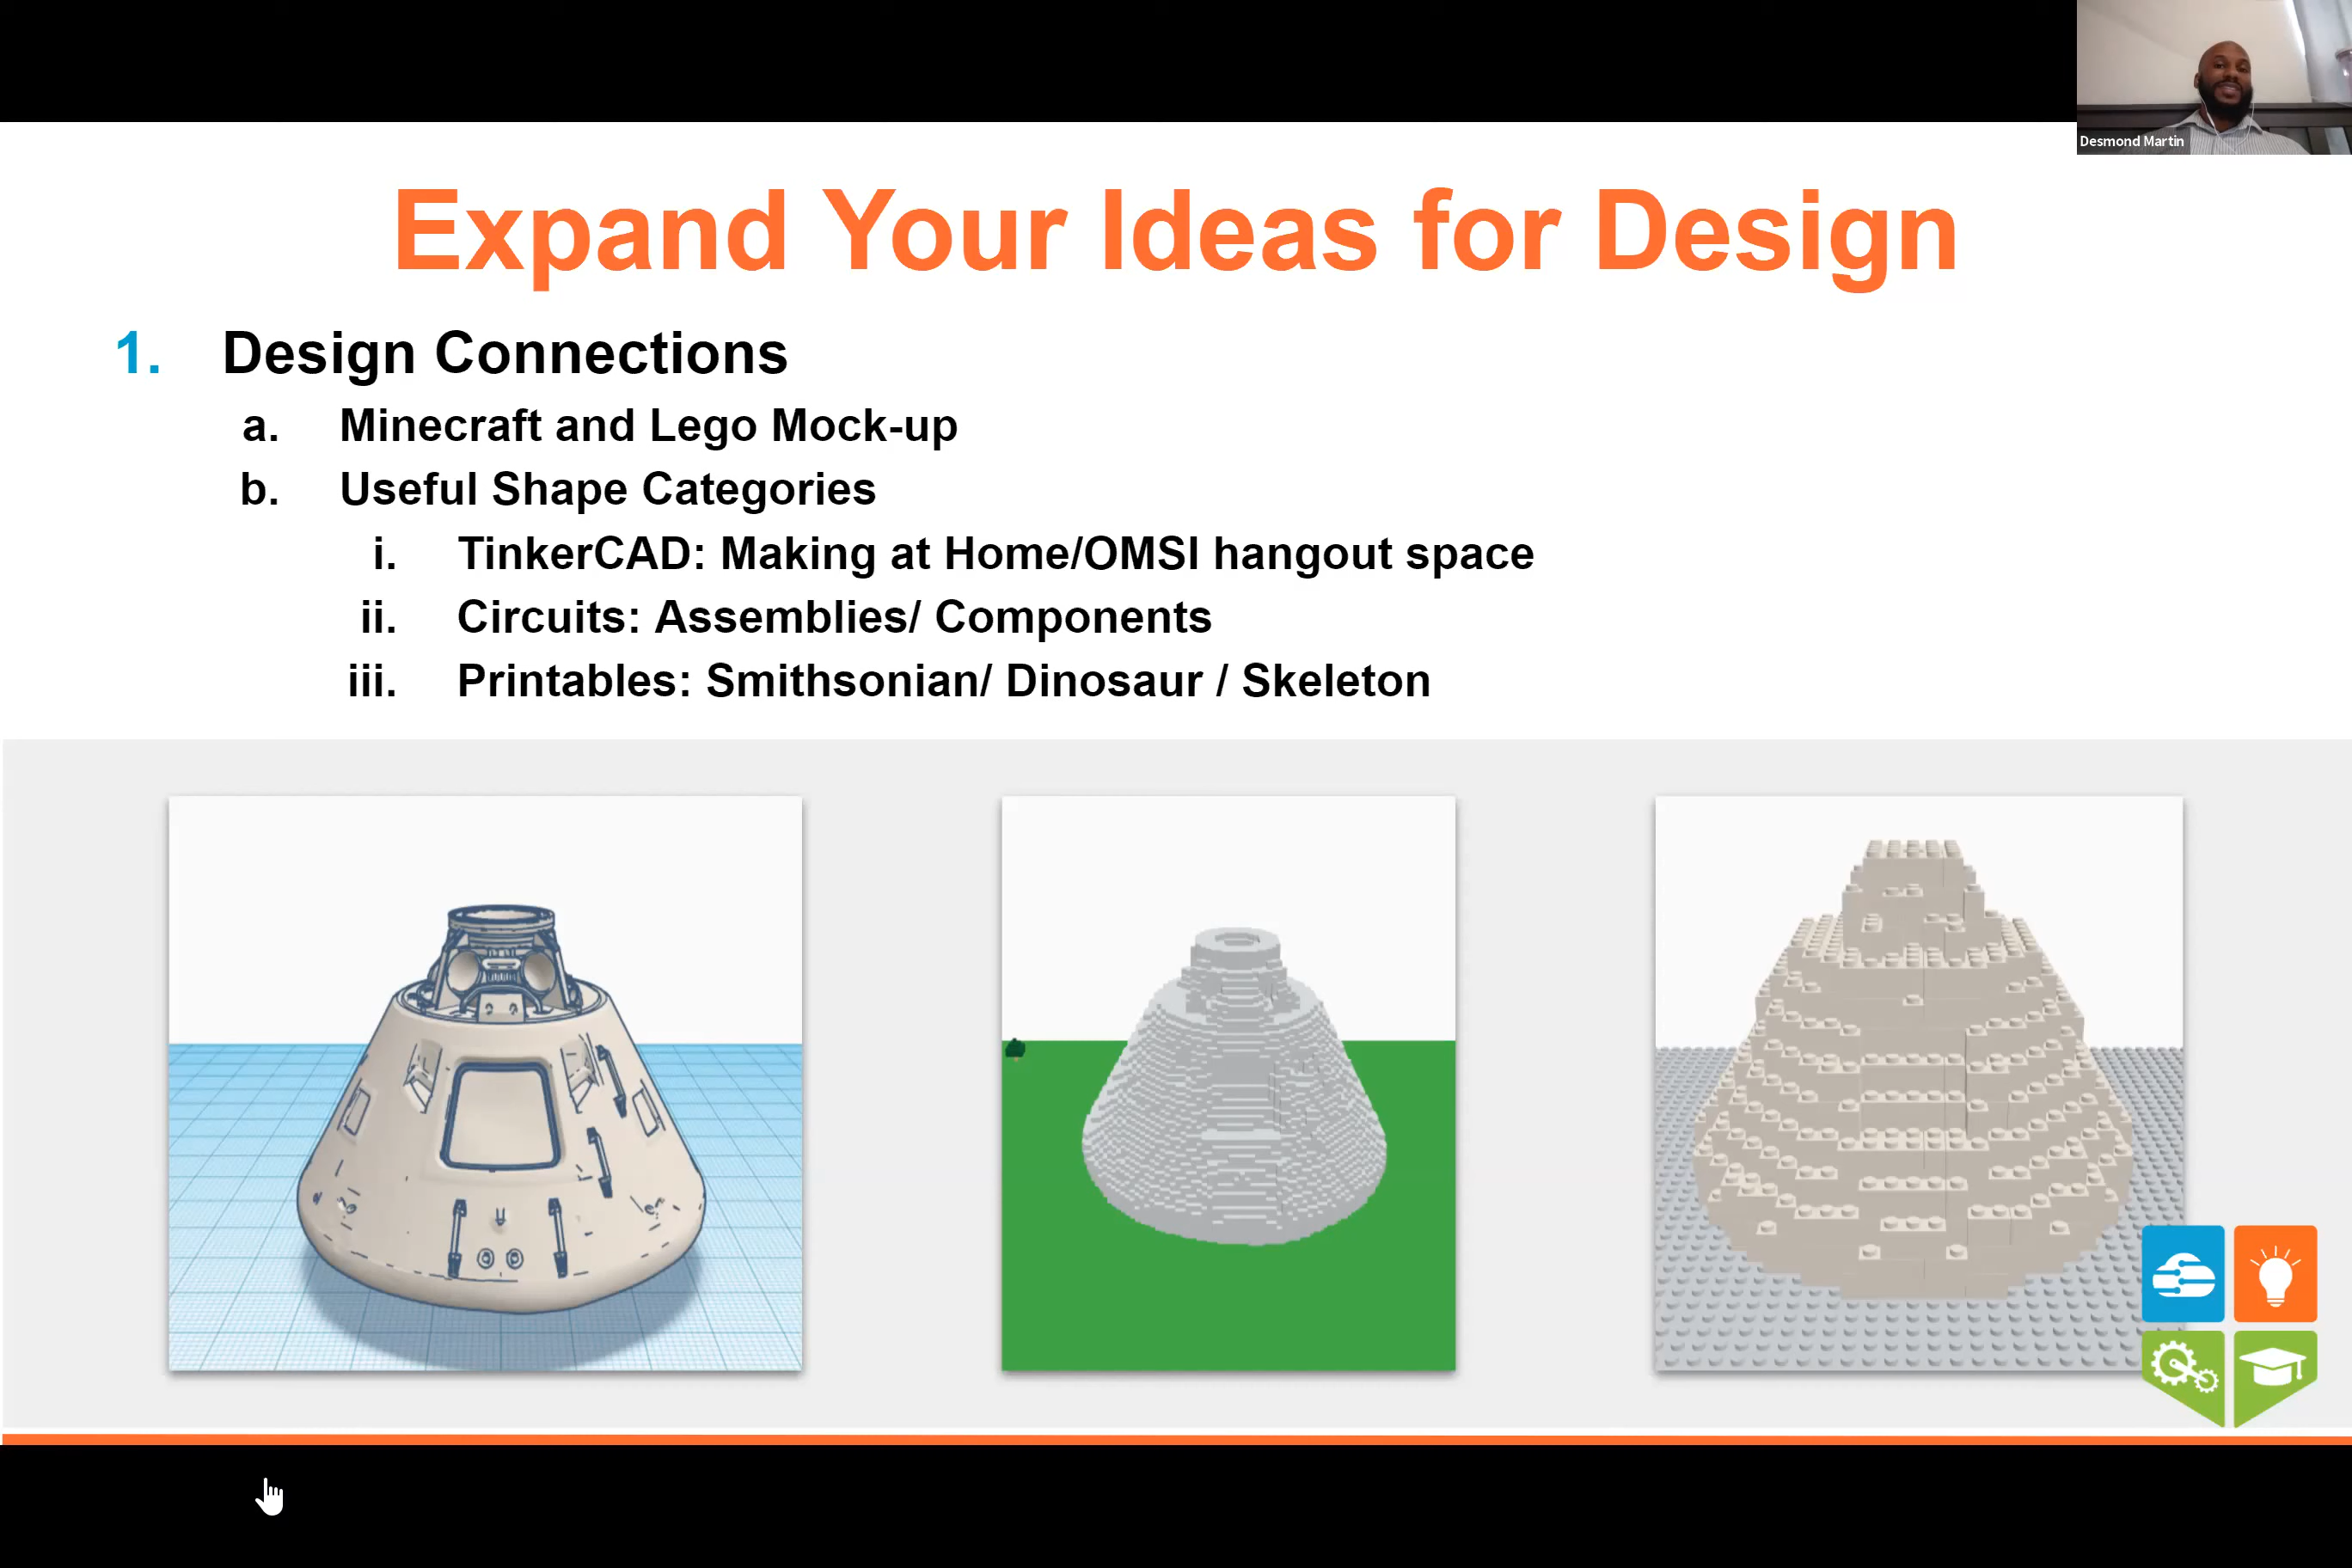 Desmond Martin
Expand Your Ideas for Design
1. Design Connections
a. Minecraft and Lego Mock-up
b. Useful Shape Categories
i. TinkerCAD: Making at Home/OMSI hangout space
ii. Circuits: Assemblies/ Components
iii. Printables: Smithsonian/ Dinosaur / Skeleton